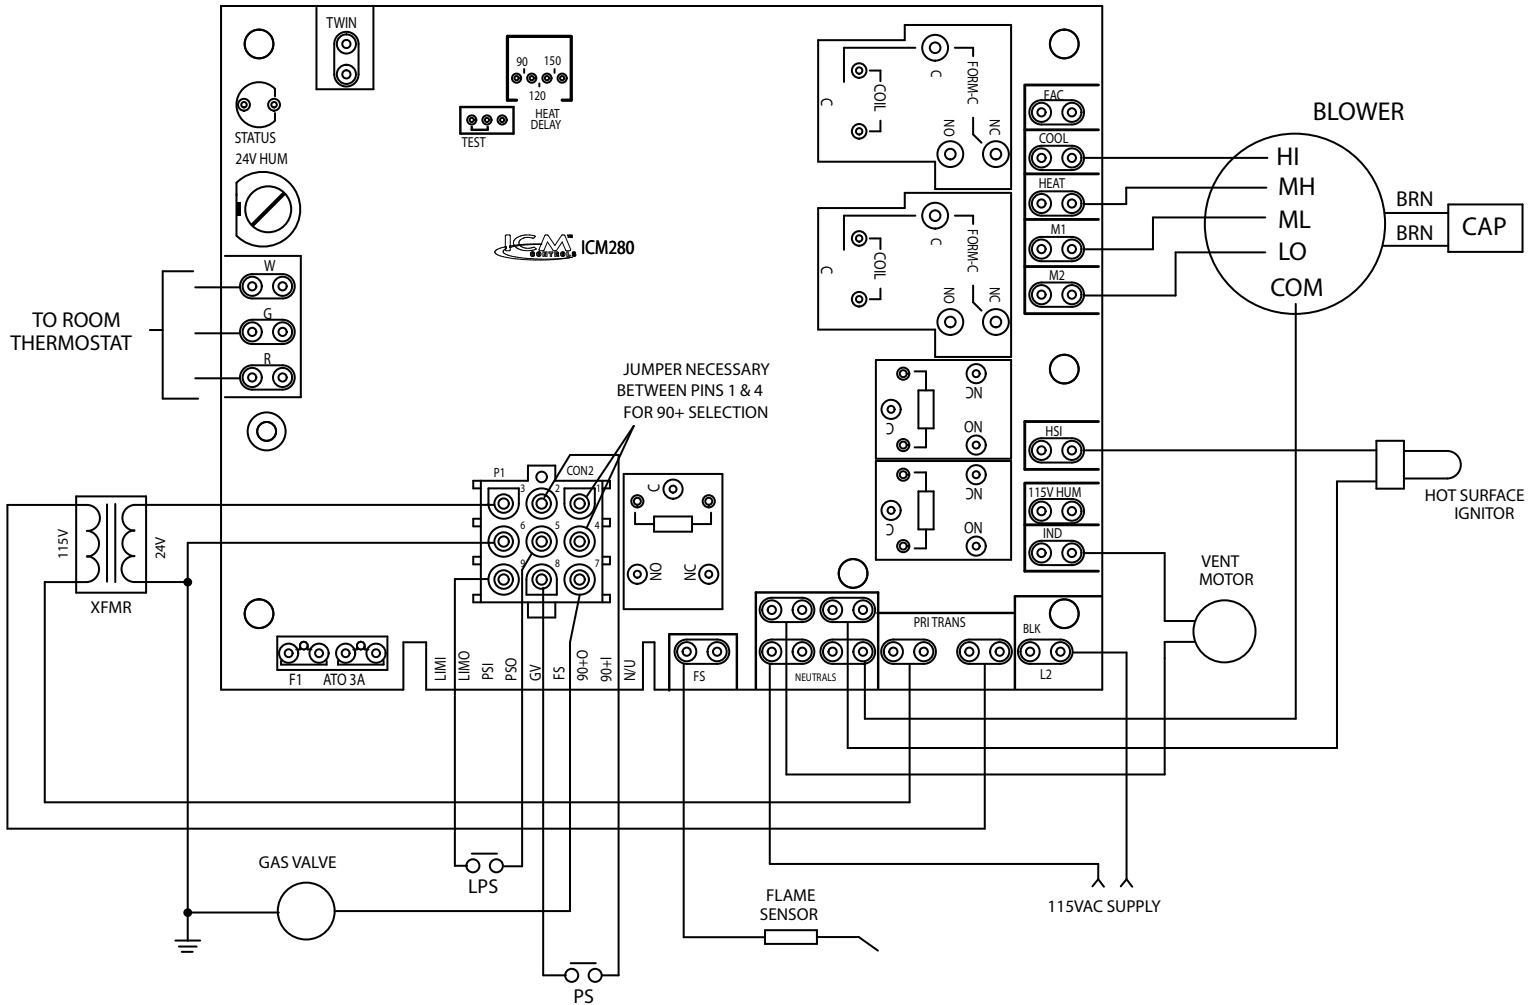 TWIN
90
150
120
HEAT
DELAY
TEST
STATUS
24V HUM
ICM
CONTROLS
ICM280
W
G
R
TO ROOM
THERMOSTAT
C
COIL
C
FORM-C
NO
NC
C
COIL
C
FORM-C
NO
NC
EAC
COOL
HEAT
M1
M2
BLOWER
HI
MH
ML
LO
COM
BRN
BRN
CAP
JUMPER NECESSARY
BETWEEN PINS 1 & 4
FOR 90+ SELECTION
C
NC
NO
C
NC
NO
HSI
115V HUM
IND
HOT SURFACE
IGNITOR
VENT
MOTOR
P1
CON2
3
2
1
6
5
4
9
8
7
C
NO
NC
115V
24V
XFMR
F1
ATO 3A
LIMI
LIMO
PSI
PSO
GV
FS
90+O
90+I
N/U
FS
NEUTRALS
PRI TRANS
BLK
L2
GAS VALVE
LPS
PS
FLAME
SENSOR
115VAC SUPPLY